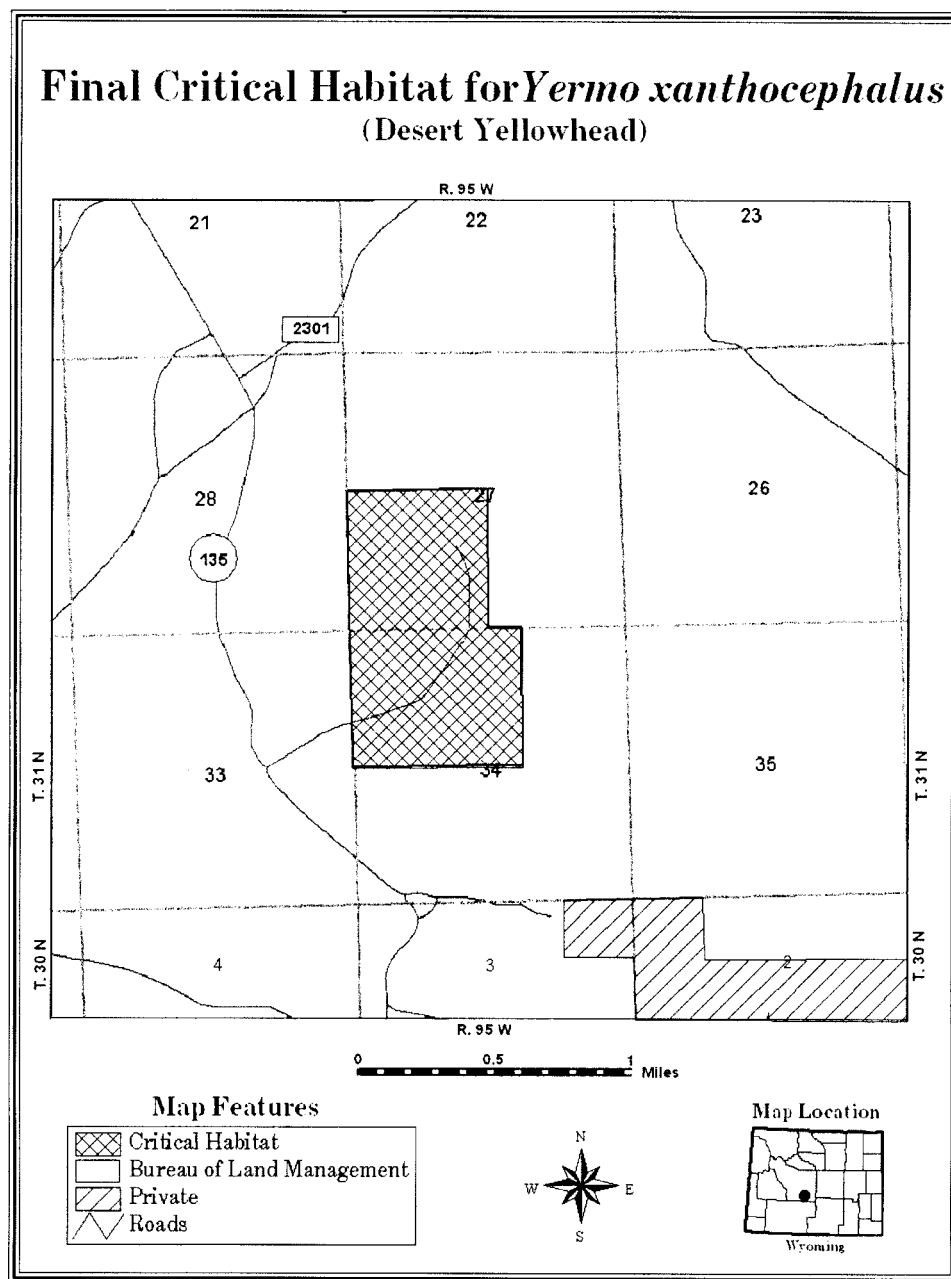 Final Critical Habitat for Yermo xanthocephalus
(Desert Yellowhead)
R. 95 W
21
22
23
2301
28
27
26
135
33
34
35
T. 31 N
T. 31 N
4
3
2
T. 30 N
T. 30 N
R. 95 W
0
0.5
1
Miles
Map Features
Critical Habitat
Bureau of Land Management
Private
Roads
N
W
E
S
Map Location
Wyoming